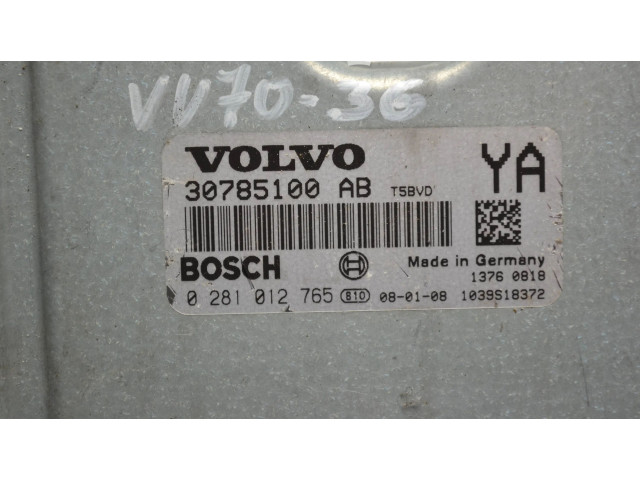 VV70-36
VOLVO
30785100 AB T5BVD YA
BOSCH Made in Germany
1376 0818
0 281 012 765 810 08-01-08 1039S18372